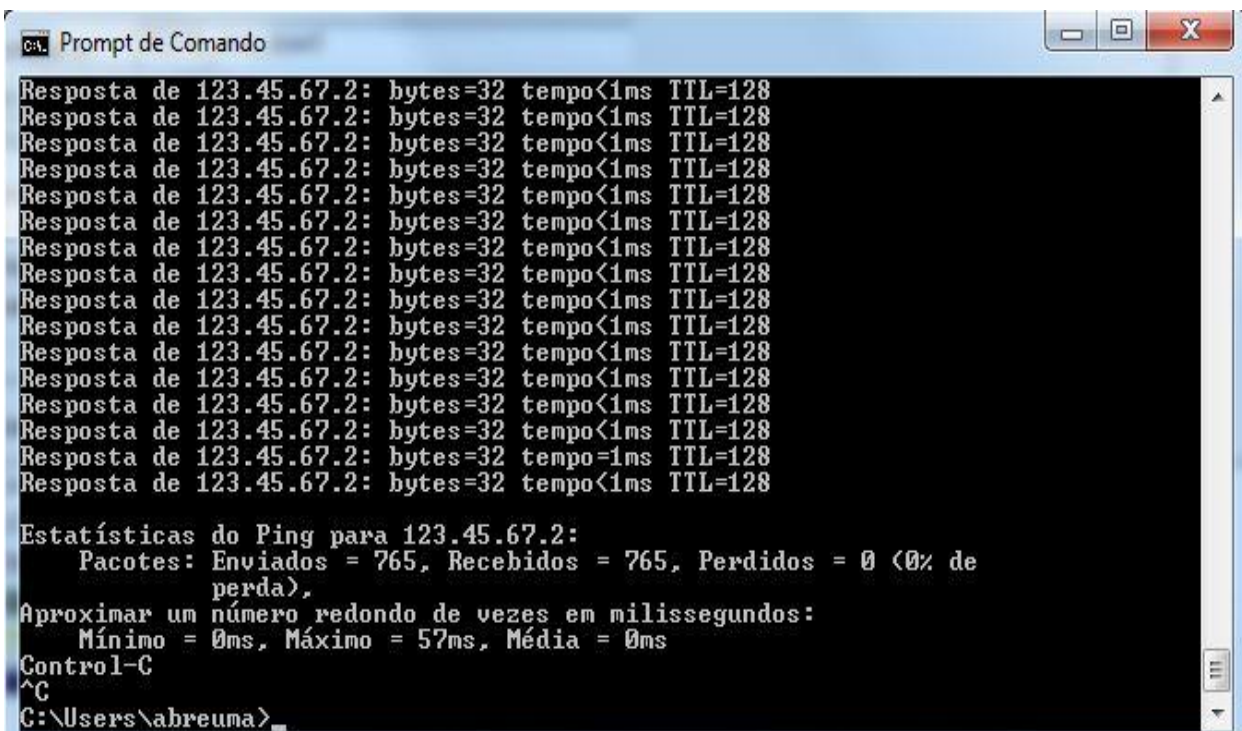 Prompt de Comando
Resposta de 123.45.67.2: bytes=32 tempo<1ms TTL=128
Resposta de 123.45.67.2: bytes=32 tempo<1ms TTL=128
Resposta de 123.45.67.2: bytes=32 tempo<1ms TTL=128
Resposta de 123.45.67.2: bytes=32 tempo<1ms TTL=128
Resposta de 123.45.67.2: bytes=32 tempo<1ms TTL=128
Resposta de 123.45.67.2: bytes=32 tempo<1ms TTL=128
Resposta de 123.45.67.2: bytes=32 tempo<1ms TTL=128
Resposta de 123.45.67.2: bytes=32 tempo<1ms TTL=128
Resposta de 123.45.67.2: bytes=32 tempo<1ms TTL=128
Resposta de 123.45.67.2: bytes=32 tempo<1ms TTL=128
Resposta de 123.45.67.2: bytes=32 tempo<1ms TTL=128
Resposta de 123.45.67.2: bytes=32 tempo<1ms TTL=128
Resposta de 123.45.67.2: bytes=32 tempo<1ms TTL=128
Resposta de 123.45.67.2: bytes=32 tempo<1ms TTL=128
Resposta de 123.45.67.2: bytes=32 tempo=1ms TTL=128
Resposta de 123.45.67.2: bytes=32 tempo<1ms TTL=128
Estatísticas do Ping para 123.45.67.2:
Pacotes: Enviados = 765, Recebidos = 765, Perdidos = 0 (0% de
perda),
Aproximar um número redondo de vezes em milissegundos:
Mínimo = 0ms, Máximo = 57ms, Média = 0ms
Control-C
^C
C:\Users\abreuma>_